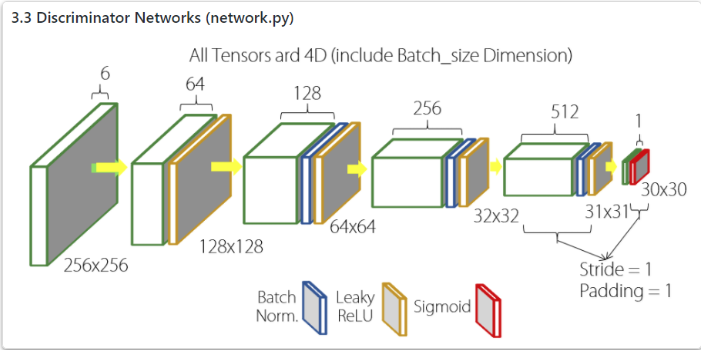 3.3 Discriminator Networks (network.py)
All Tensors ard 4D (include Batch_size Dimension)
6
64
128
256
512
1
256x256
128x128
64x64
32x32
31x31
30x30
Stride = 1
Padding = 1
Batch
Norm.
Leaky
ReLU
Sigmoid